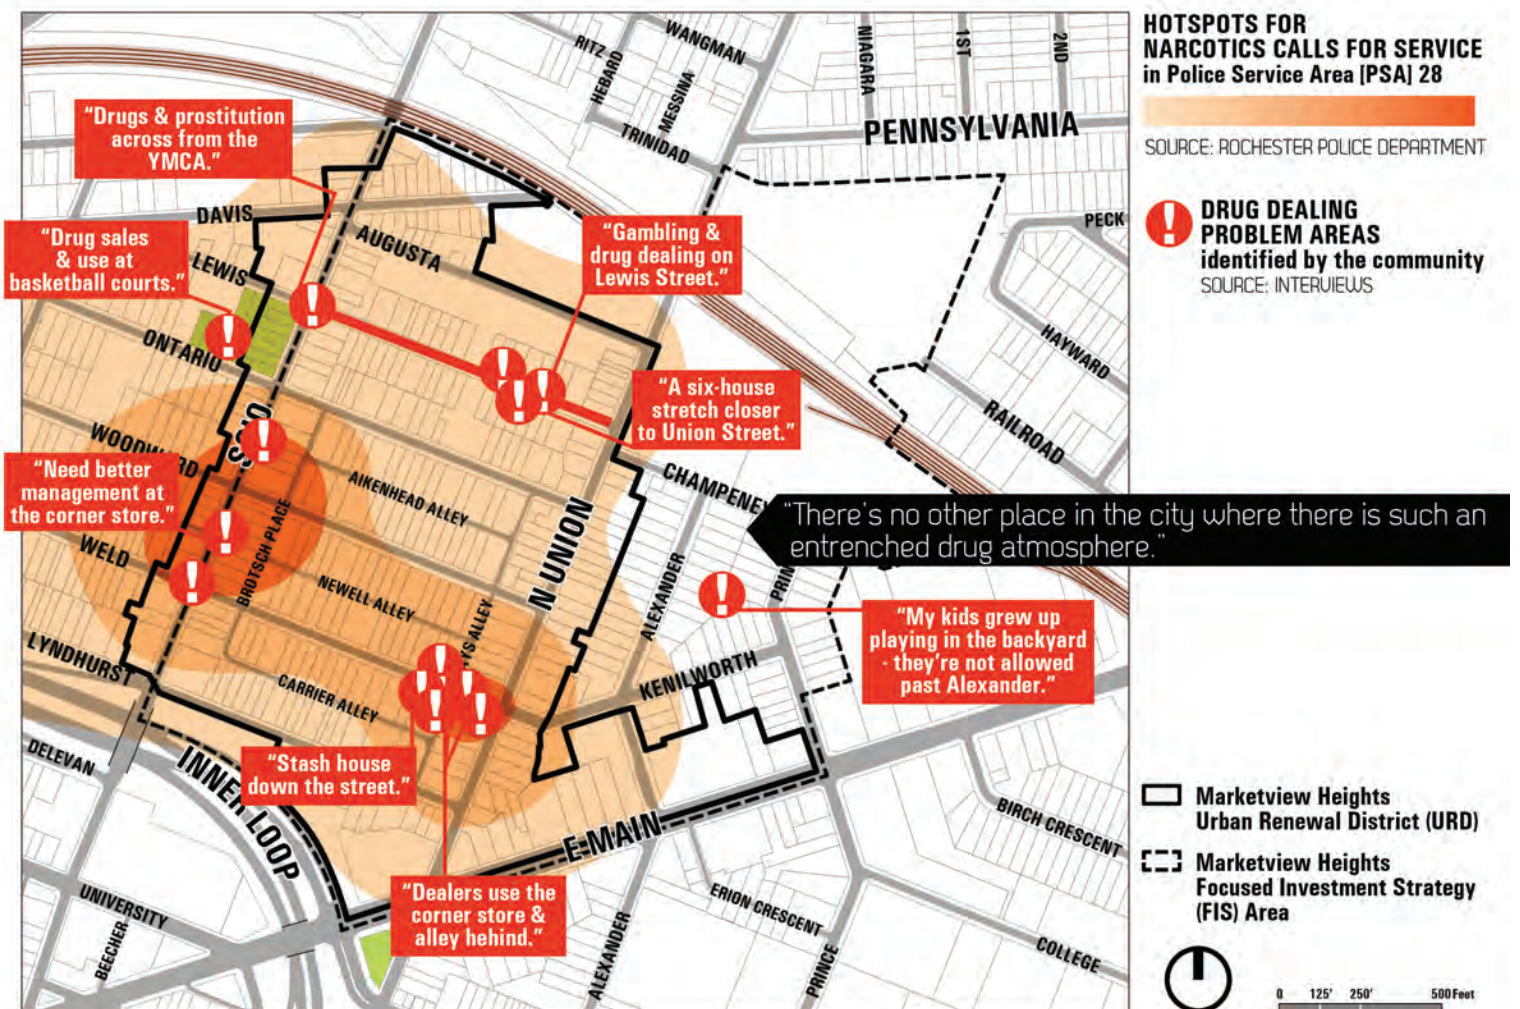 HOTSPOTS FOR
NARCOTICS CALLS FOR SERVICE
in Police Service Area [PSA] 28
SOURCE: ROCHESTER POLICE DEPARTMENT
DRUG DEALING
PROBLEM AREAS
identified by the community
SOURCE: INTERVIEWS
WANGMAN
RITZ
HEBARD
MESSINA
TRINIDAD
NIAGARA
1ST
2ND
PENNSYLVANIA
PECK
HAYWARD
RAILROAD
"Drugs & prostitution
across from the
YMCA."
DAVIS
AUGUSTA
"Drug sales
& use at
basketball courts."
LEWIS
ONTARIO
"Gambling &
drug dealing on
Lewis Street."
"A six-house
stretch closer
to Union Street."
WOODWARD
"Need better
management at
the corner store."
WELD
LYNDHURST
BROTSCH PLACE
AIKENHEAD ALLEY
NEWELL ALLEY
CARRIER ALLEY
YS ALLEY
N UNION
CHAMPENEY
"There's no other place in the city where there is such an
entrenched drug atmosphere."
ALEXANDER
PRIN
"My kids grew up
playing in the backyard
- they're not allowed
past Alexander."
KENILWORTH
"Stash house
down the street."
DELEVAN
INNER LOOP
E MAIN
"Dealers use the
corner store &
alley hehind."
UNIVERSITY
BEECHER
ALEXANDER
ERION CRESCENT
PRINCE
BIRCH CRESCENT
COLLEGE
Marketview Heights
Urban Renewal District (URD)
Marketview Heights
Focused Investment Strategy
(FIS) Area
0 125' 250' 500 Feet